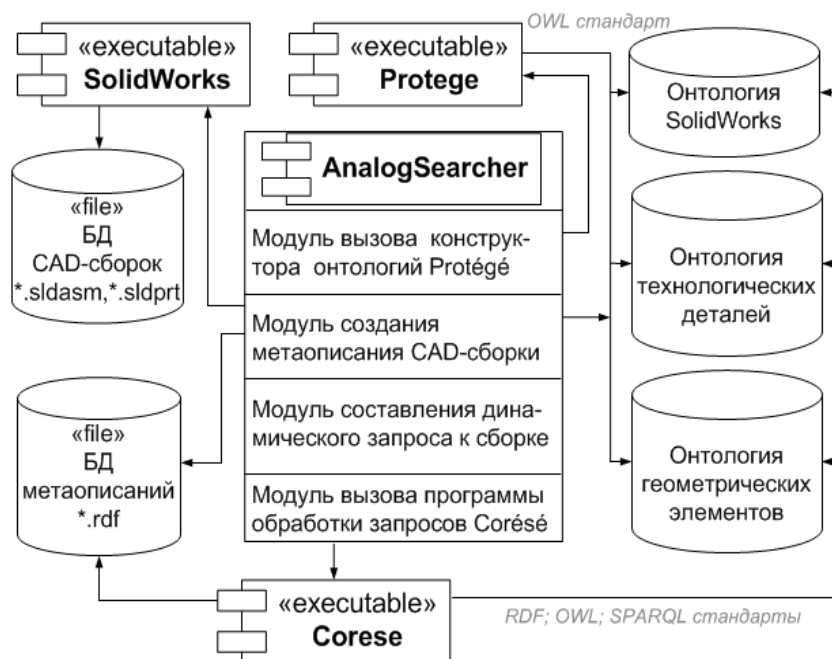 «executable»
SolidWorks
«executable»
Protege
OWL стандарт
Онтология
SolidWorks
AnalogSearcher
«file»
БД
CAD-сборок
*.sldasm,*.sldprt
Модуль вызова конструк-
тора онтологий Protégé
Онтология
технологических
деталей
Модуль создания
метаописания CAD-сборки
«file»
БД
метаописаний
*.rdf
Модуль составления дина-
мического запроса к сборке
Онтология
геометрических
элементов
Модуль вызова программы
обработки запросов Corésé
«executable»
Corese
RDF; OWL; SPARQL стандарты